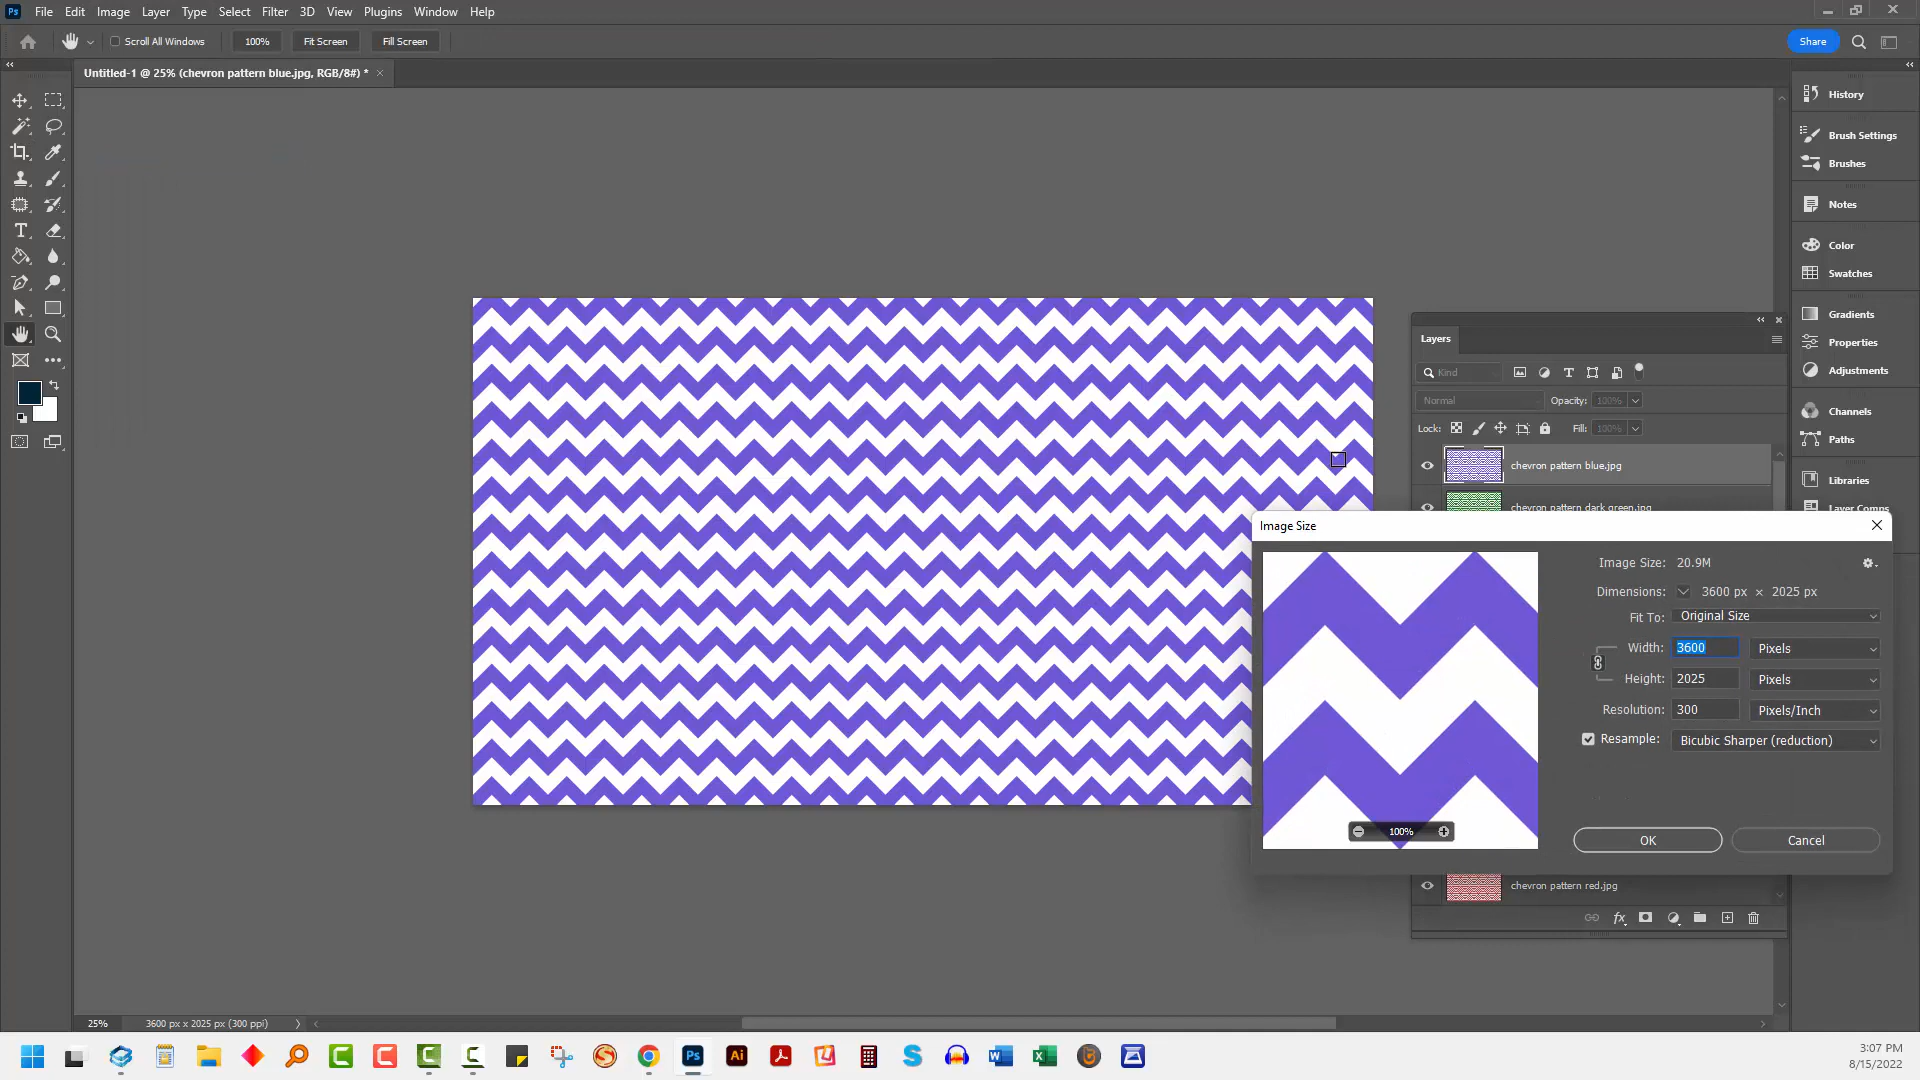 Ps File Edit Image Layer Type Select Filter 3D View Plugins Window Help
Scroll All Windows 100% Fit Screen Fill Screen Share
Untitled-1 @ 25% (chevron pattern blue.jpg, RGB/8#) *
History
Brush Settings
Brushes
Notes
Color
Swatches
Gradients
Properties
Adjustments
Channels
Paths
Libraries
Layer Comps
Layers
Kind
Normal Opacity: 100%
Lock: Fill: 100%
chevron pattern blue.jpg
chevron pattern dark green.jpg
Image Size
Image Size: 20.9M
Dimensions: 3600 px × 2025 px
Fit To: Original Size
Width: 3600 Pixels
Height: 2025 Pixels
Resolution: 300 Pixels/Inch
Resample: Bicubic Sharper (reduction)
100%
OK Cancel
chevron pattern red.jpg
fx
25% 3600 px x 2025 px (300 ppi)
Ps Ai
3:07 PM
8/15/2022